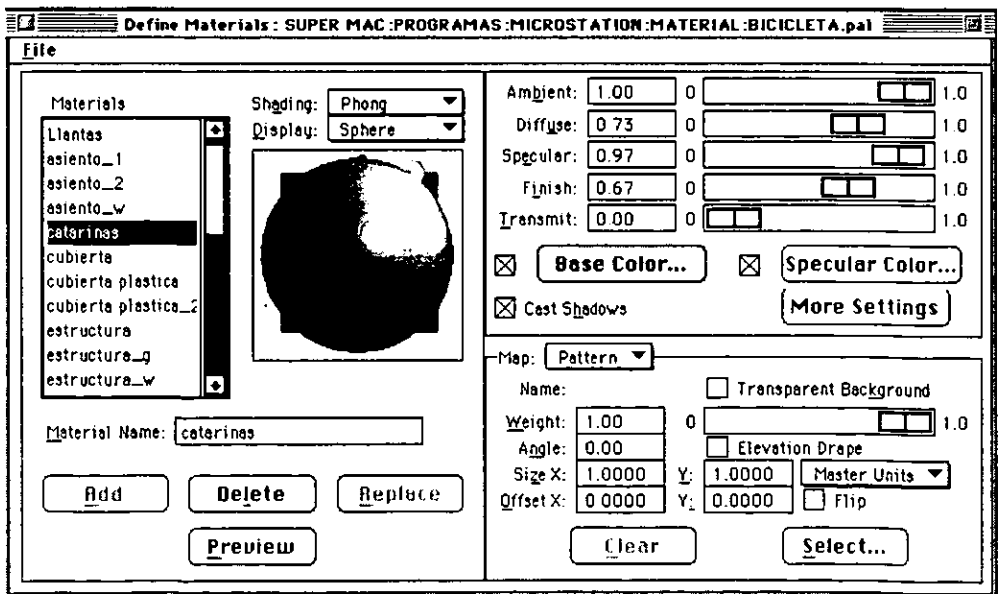 Define Materials: SUPER MAC:PROGRAMAS:MICROSTATION:MATERIAL:BICICLETA.pal
File
Materials
Llantas
asiento_1
asiento_2
asiento_w
catarinas
cubierta
cubierta plastica
cubierta plastica_2
estructura
estructura_g
estructura_w
Shading: Phong
Display: Sphere
Material Name: catarinas
Add Delete Replace
Preview
Ambient: 1.00 0 1.0
Diffuse: 0.73 0 1.0
Specular: 0.97 0 1.0
Finish: 0.67 0 1.0
Transmit: 0.00 0 1.0
Base Color... Specular Color...
Cast Shadows More Settings
Map: Pattern
Name: Transparent Background
Weight: 1.00 0 1.0
Angle: 0.00 Elevation Drape
Size X: 1.0000 Y: 1.0000 Master Units
Offset X: 0.0000 Y: 0.0000 Flip
Clear Select...